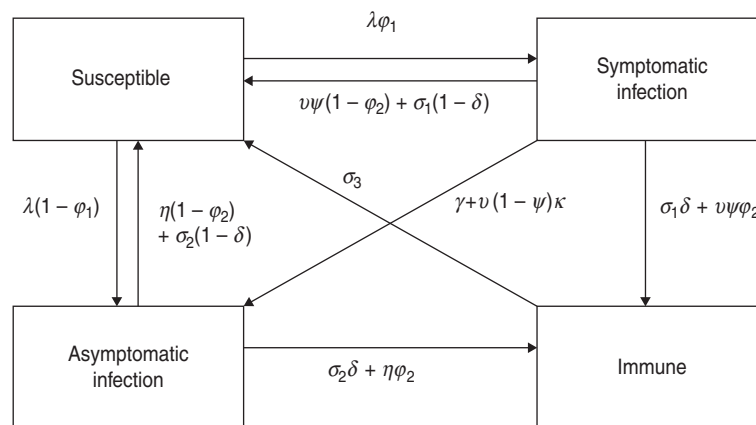 λφ₁
Susceptible
Symptomatic
infection
υψ(1 − φ₂) + σ₁(1 − δ)
λ(1 − φ₁)
η(1 − φ₂)
+ σ₂(1 − δ)
σ₃
γ+υ(1 − ψ)κ
σ₁δ + υψφ₂
Asymptomatic
infection
σ₂δ + ηφ₂
Immune